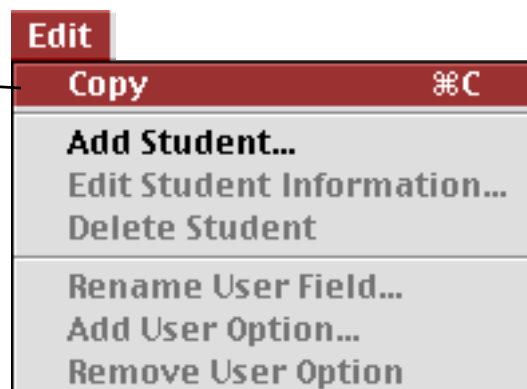 Edit
Copy ⌘C
Add Student...
Edit Student Information...
Delete Student
Rename User Field...
Add User Option...
Remove User Option